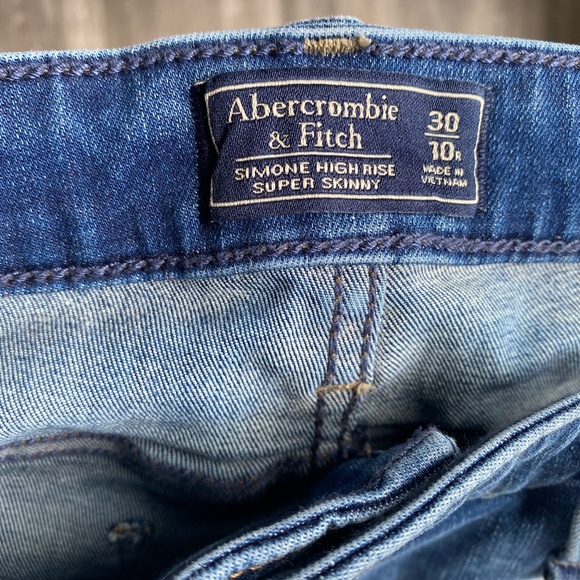 Abercrombie
& Fitch
SIMONE HIGH RISE
SUPER SKINNY
30
10R
MADE IN
VIETNAM